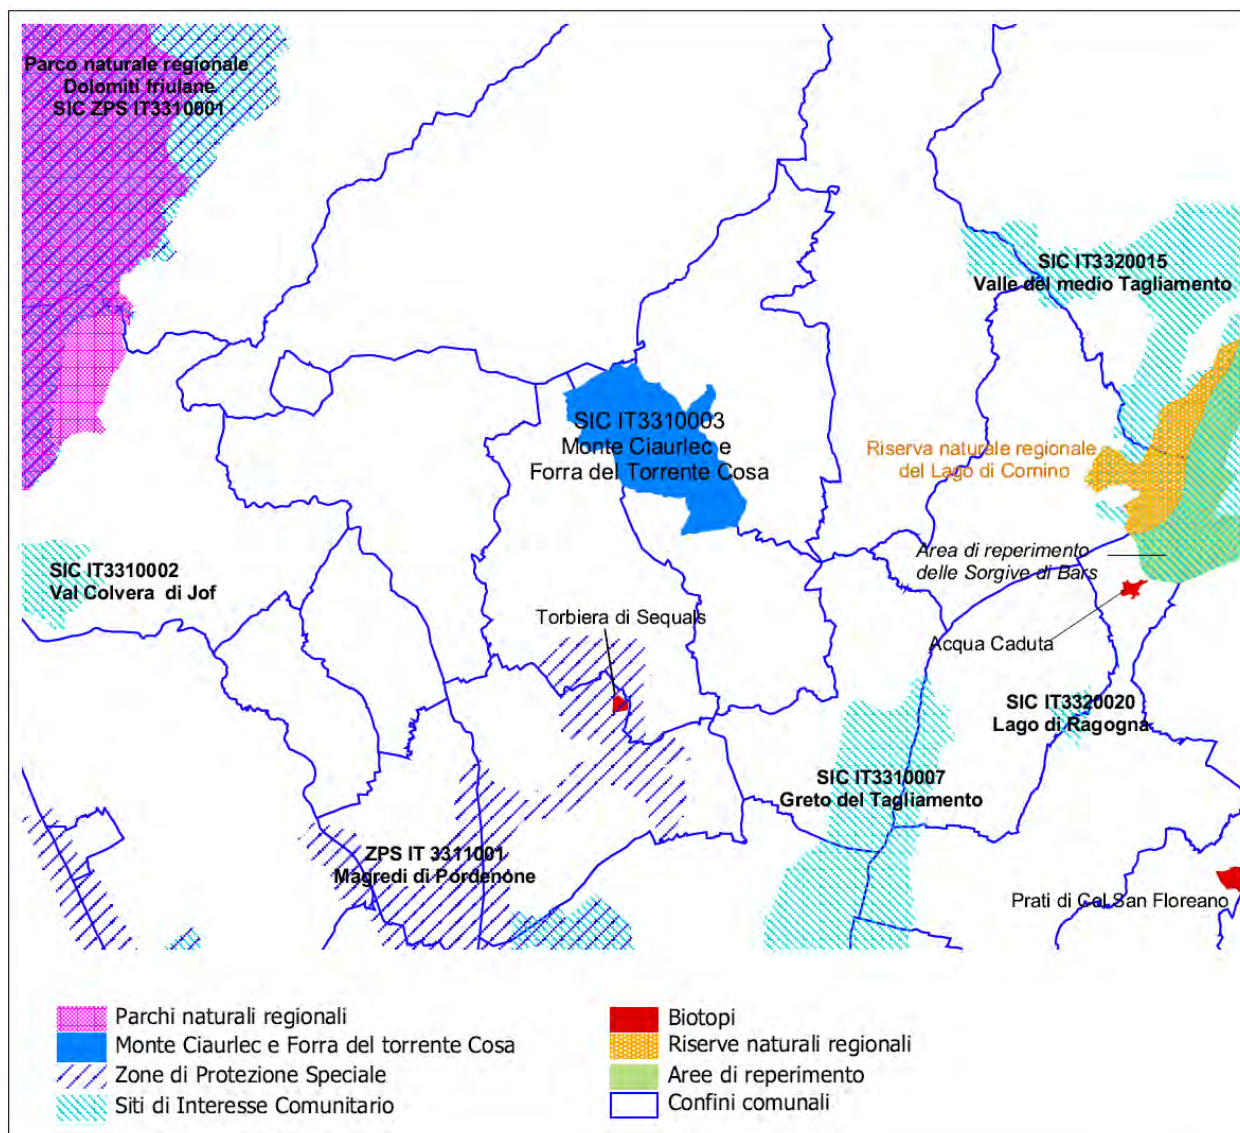 Parco naturale regionale
Dolomiti friulane
SIC ZPS IT3310001
SIC IT3320015
Valle del medio Tagliamento
SIC IT3310003
Monte Ciaurlec e
Forra del Torrente Cosa
Riserva naturale regionale
del Lago di Cornino
Area di reperimento
delle Sorgive di Bars
SIC IT3310002
Val Colvera di Jof
Torbiera di Sequals
Acqua Caduta
SIC IT3320020
Lago di Ragogna
SIC IT3310007
Greto del Tagliamento
ZPS IT 3311001
Magredi di Pordenone
Prati di Col San Floreano
Parchi naturali regionali
Monte Ciaurlec e Forra del torrente Cosa
Zone di Protezione Speciale
Siti di Interesse Comunitario
Biotopi
Riserve naturali regionali
Aree di reperimento
Confini comunali